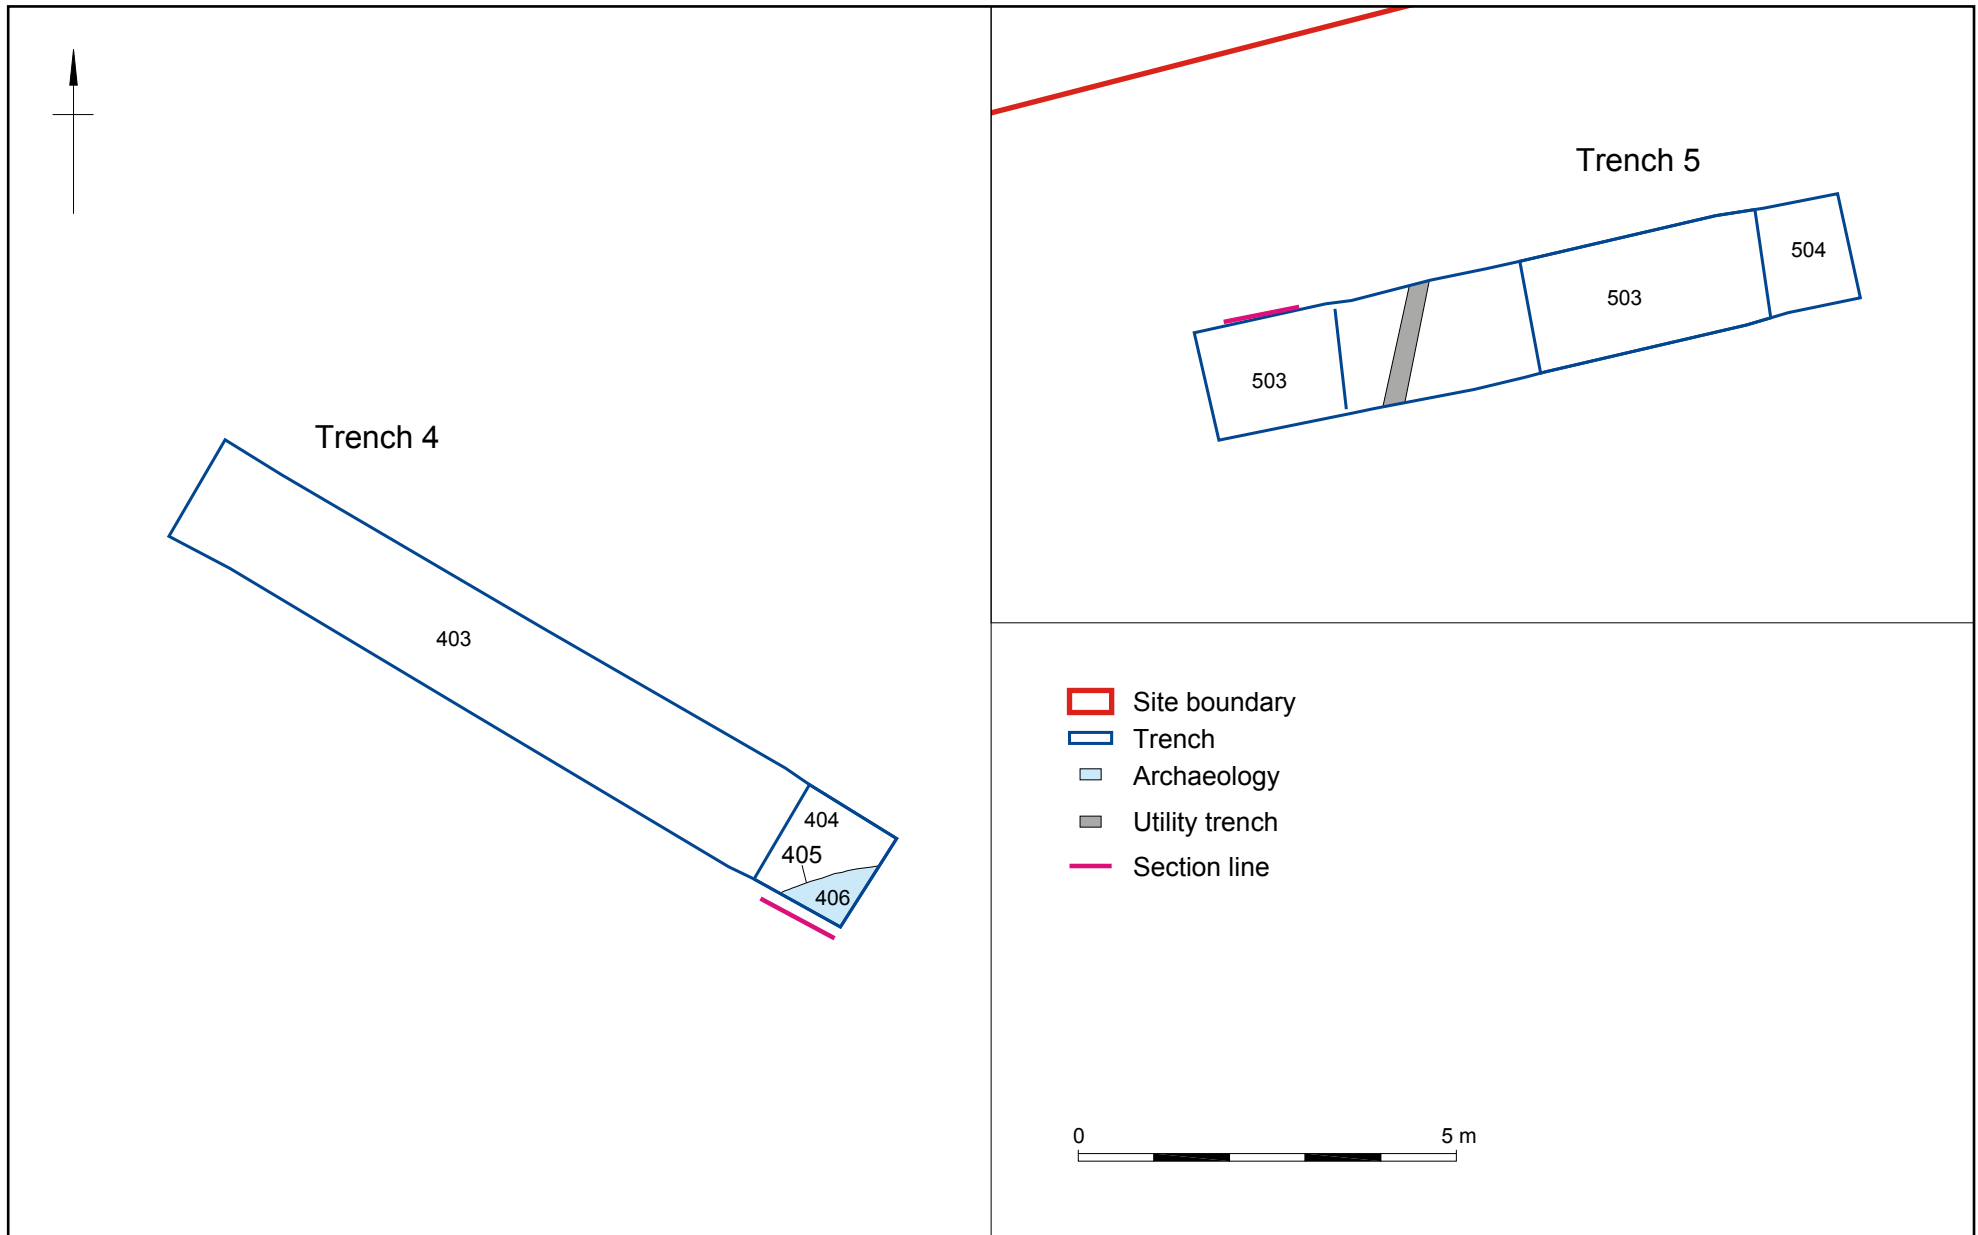 Trench 4
403
404
405
406
Trench 5
503
503
504
Site boundary
Trench
Archaeology
Utility trench
Section line
0 5 m